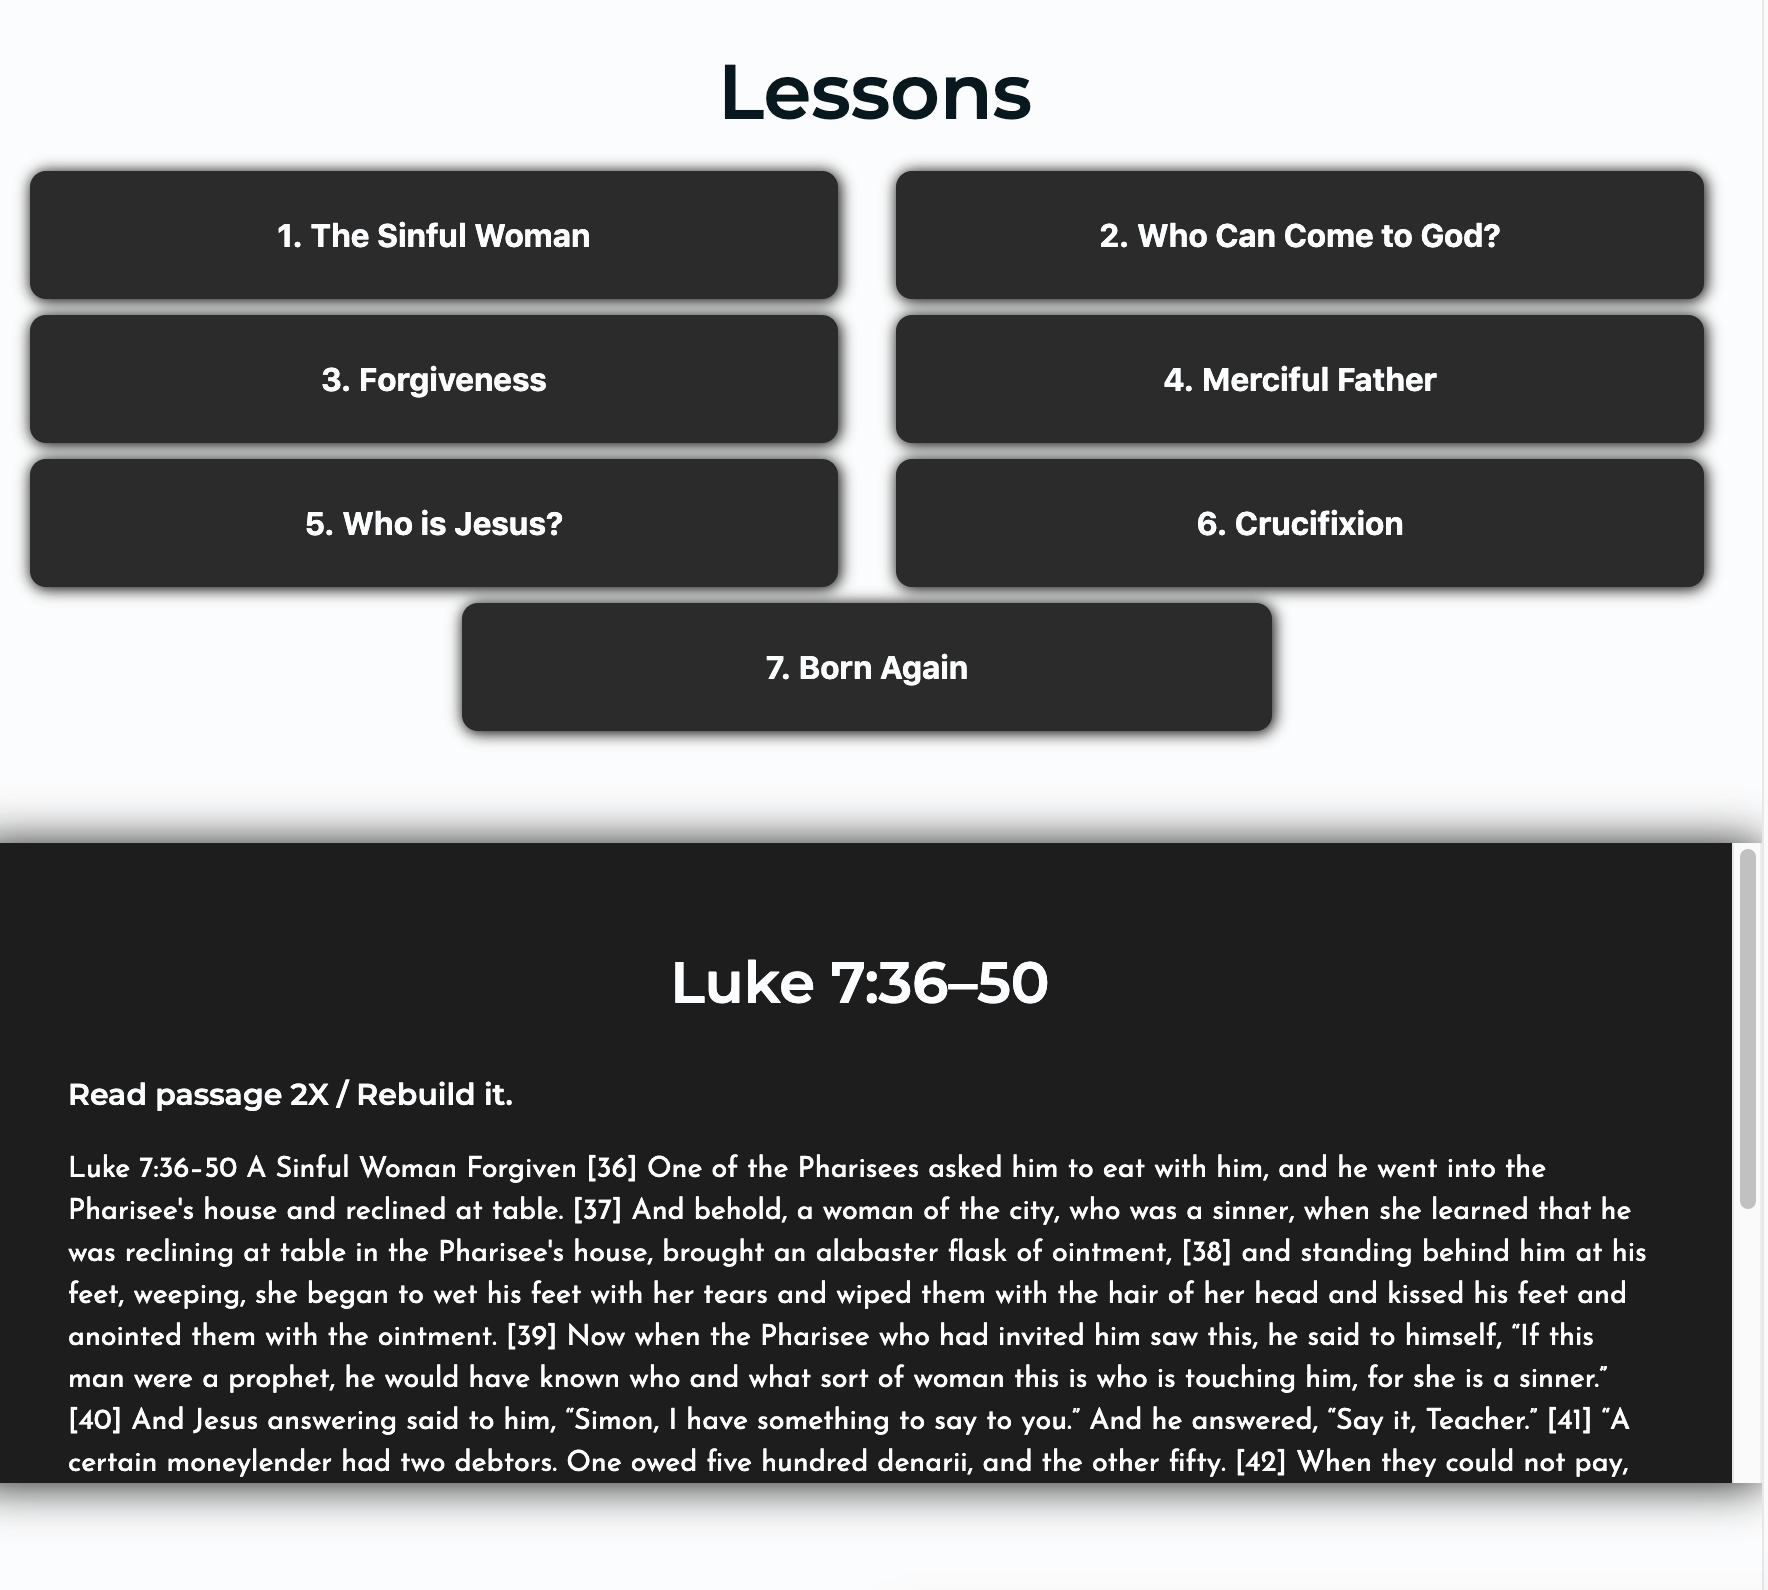 Lessons
1. The Sinful Woman
2. Who Can Come to God?
3. Forgiveness
4. Merciful Father
5. Who is Jesus?
6. Crucifixion
7. Born Again
Luke 7:36–50
Read passage 2X / Rebuild it.
Luke 7:36–50 A Sinful Woman Forgiven [36] One of the Pharisees asked him to eat with him, and he went into the
Pharisee's house and reclined at table. [37] And behold, a woman of the city, who was a sinner, when she learned that he
was reclining at table in the Pharisee's house, brought an alabaster flask of ointment, [38] and standing behind him at his
feet, weeping, she began to wet his feet with her tears and wiped them with the hair of her head and kissed his feet and
anointed them with the ointment. [39] Now when the Pharisee who had invited him saw this, he said to himself, “If this
man were a prophet, he would have known who and what sort of woman this is who is touching him, for she is a sinner.”
[40] And Jesus answering said to him, “Simon, I have something to say to you.” And he answered, “Say it, Teacher.” [41] “A
certain moneylender had two debtors. One owed five hundred denarii, and the other fifty. [42] When they could not pay,